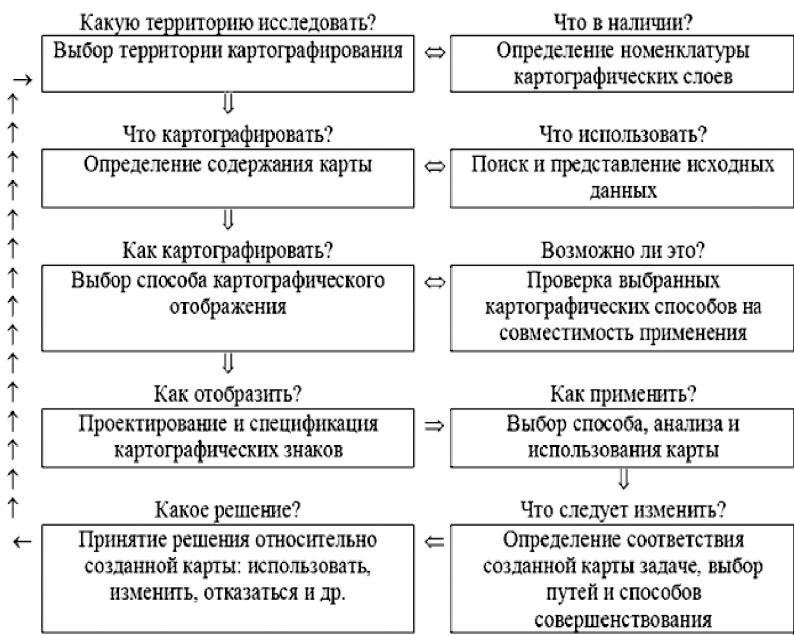 Какую территорию исследовать?
Выбор территории картографирования
Что в наличии?
Определение номенклатуры
картографических слоев
Что картографировать?
Определение содержания карты
Что использовать?
Поиск и представление исходных
данных
Как картографировать?
Выбор способа картографического
отображения
Возможно ли это?
Проверка выбранных
картографических способов на
совместимость применения
Как отобразить?
Проектирование и спецификация
картографических знаков
Как применить?
Выбор способа, анализа и
использования карты
Какое решение?
Принятие решения относительно
созданной карты: использовать,
изменить, отказаться и др.
Что следует изменить?
Определение соответствия
созданной карты задаче, выбор
путей и способов
совершенствования